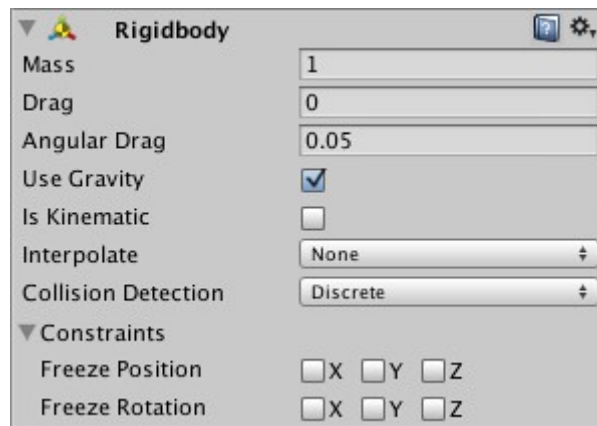 Rigidbody
Mass 1
Drag 0
Angular Drag 0.05
Use Gravity
Is Kinematic
Interpolate None
Collision Detection Discrete
Constraints
Freeze Position X Y Z
Freeze Rotation X Y Z